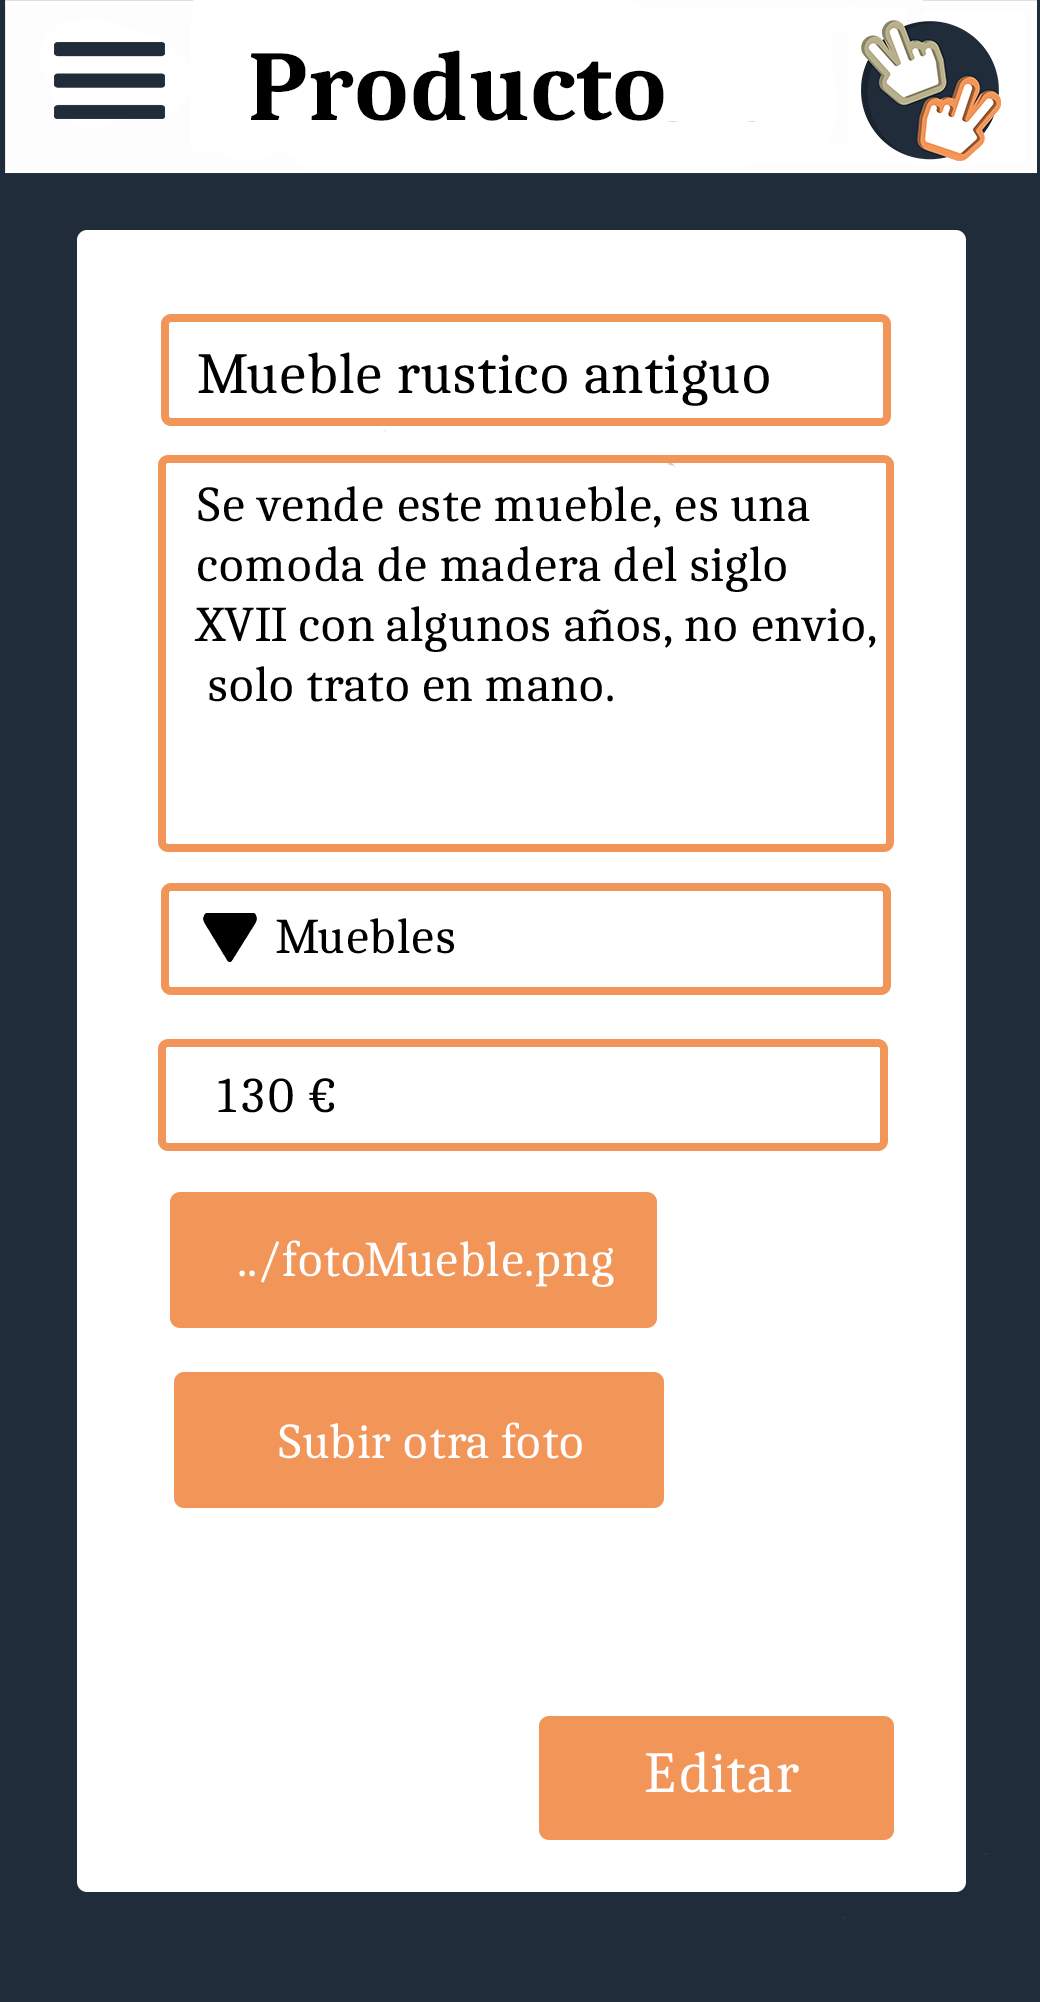 Producto
Mueble rustico antiguo
Se vende este mueble, es una
comoda de madera del siglo
XVII con algunos años, no envio,
solo trato en mano.
Muebles
130 €
../fotoMueble.png
Subir otra foto
Editar